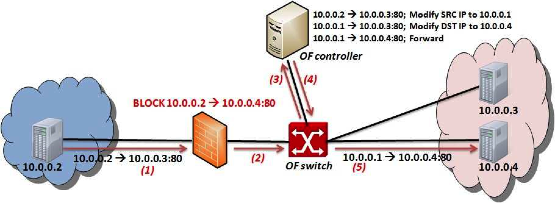 10.0.0.2 → 10.0.0.3:80; Modify SRC IP to 10.0.0.1
10.0.0.1 → 10.0.0.3:80; Modify DST IP to 10.0.0.4
10.0.0.1 → 10.0.0.4:80; Forward
OF controller
(3)
(4)
BLOCK 10.0.0.2 → 10.0.0.4:80
10.0.0.3
10.0.0.2
10.0.0.2 → 10.0.0.3:80
(1)
(2)
OF switch
10.0.0.1 → 10.0.0.4:80
(5)
10.0.0.4